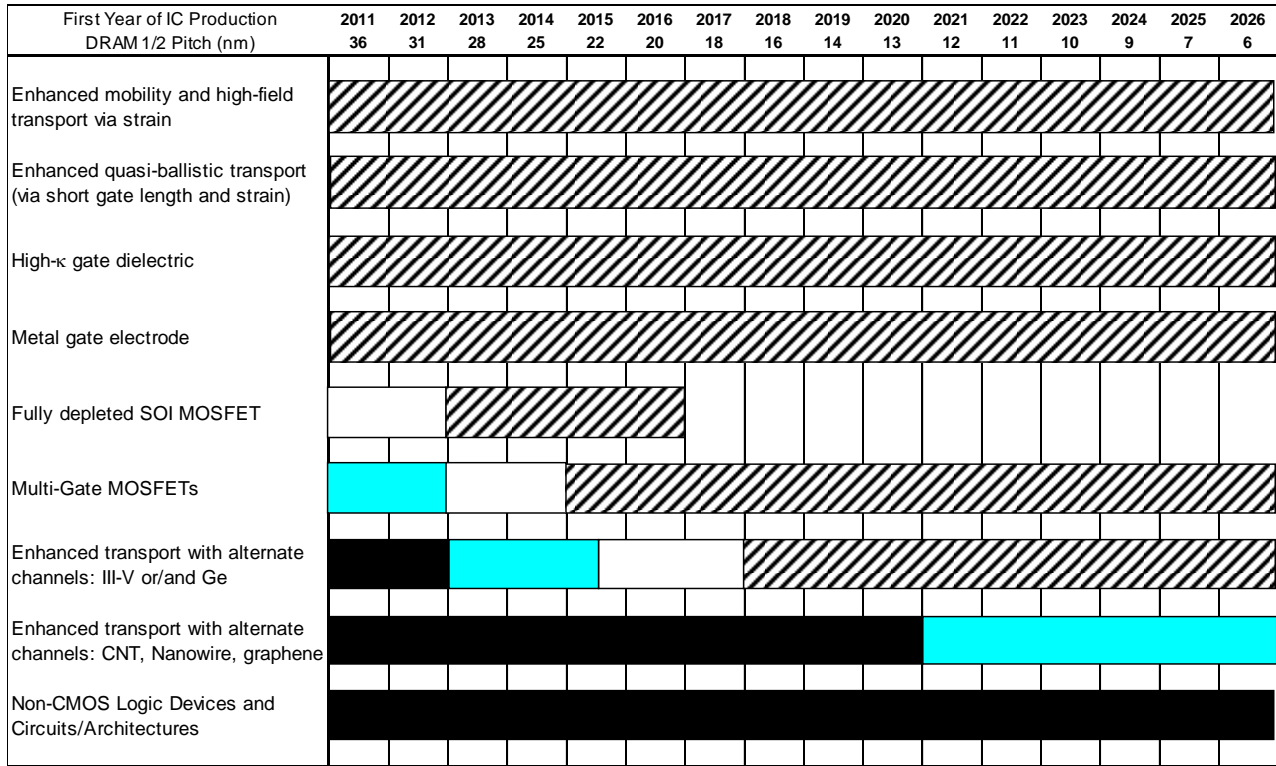 First Year of IC Production 2011 2012 2013 2014 2015 2016 2017 2018 2019 2020 2021 2022 2023 2024 2025 2026
DRAM 1/2 Pitch (nm) 36 31 28 25 22 20 18 16 14 13 12 11 10 9 7 6
Enhanced mobility and high-field
transport via strain
Enhanced quasi-ballistic transport
(via short gate length and strain)
High-κ gate dielectric
Metal gate electrode
Fully depleted SOI MOSFET
Multi-Gate MOSFETs
Enhanced transport with alternate
channels: III-V or/and Ge
Enhanced transport with alternate
channels: CNT, Nanowire, graphene
Non-CMOS Logic Devices and
Circuits/Architectures